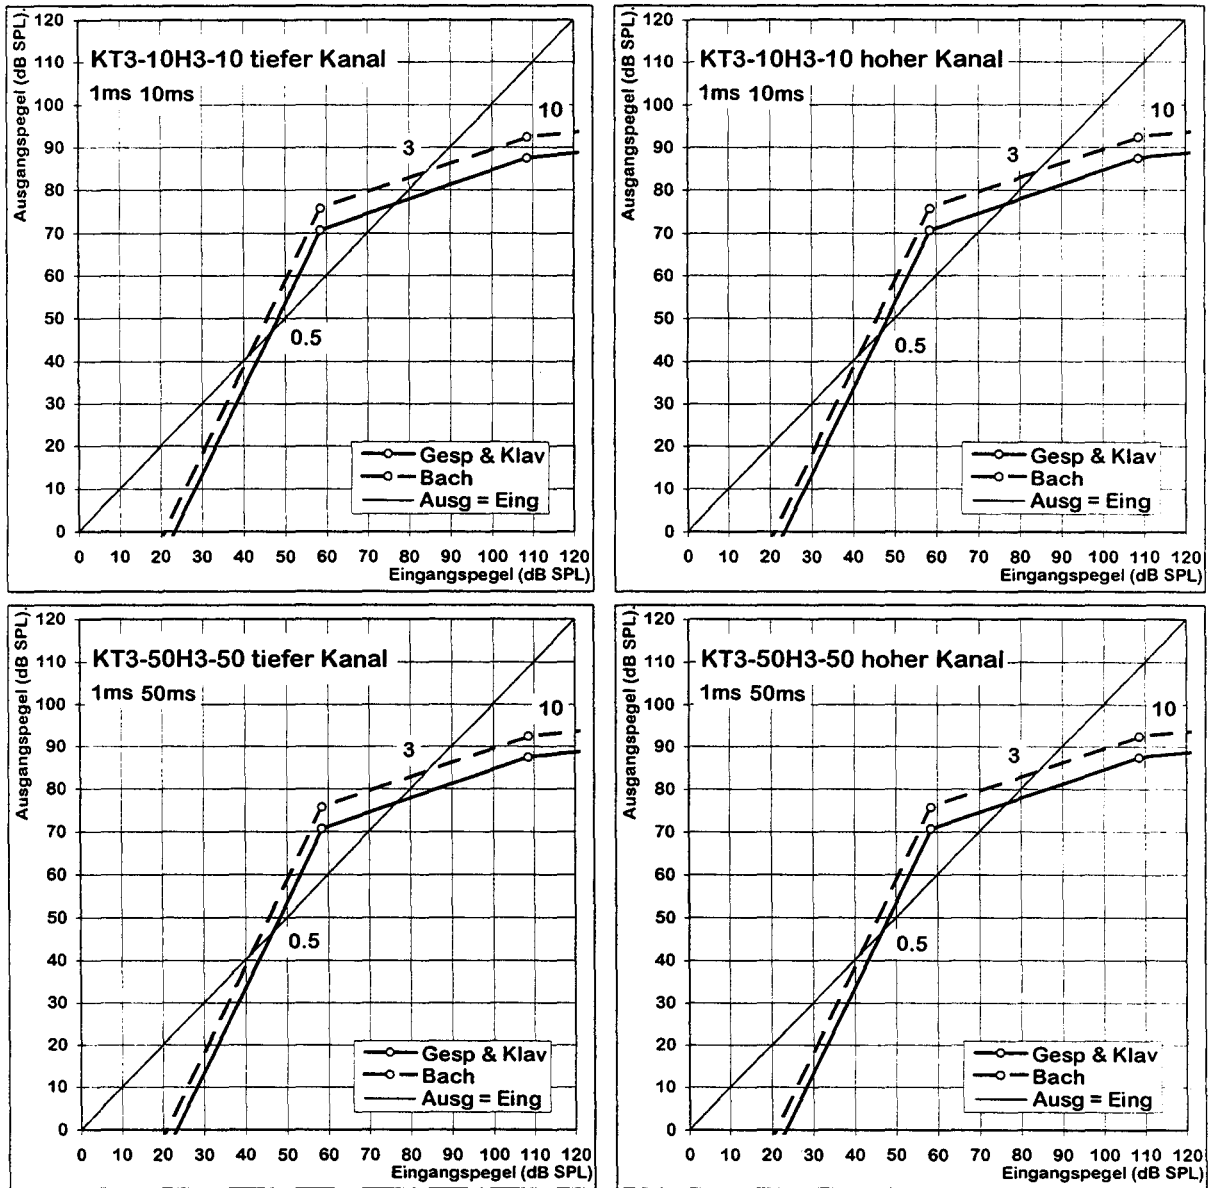 Ausgangspegel (dB SPL).
120
110
100
90
80
70
60
50
40
30
20
10
0
KT3-10H3-10 tiefer Kanal
1ms 10ms
10
3
0.5
Gesp & Klav
Bach
Ausg = Eing
0 10 20 30 40 50 60 70 80 90 100 110 120
Eingangspegel (dB SPL)
Ausgangspegel (dB SPL).
120
110
100
90
80
70
60
50
40
30
20
10
0
KT3-10H3-10 hoher Kanal
1ms 10ms
10
3
0.5
Gesp & Klav
Bach
Ausg = Eing
0 10 20 30 40 50 60 70 80 90 100 110 120
Eingangspegel (dB SPL)
Ausgangspegel (dB SPL).
120
110
100
90
80
70
60
50
40
30
20
10
0
KT3-50H3-50 tiefer Kanal
1ms 50ms
10
3
0.5
Gesp & Klav
Bach
Ausg = Eing
0 10 20 30 40 50 60 70 80 90 100 110 120
Eingangspegel (dB SPL)
Ausgangspegel (dB SPL).
120
110
100
90
80
70
60
50
40
30
20
10
0
KT3-50H3-50 hoher Kanal
1ms 50ms
10
3
0.5
Gesp & Klav
Bach
Ausg = Eing
0 10 20 30 40 50 60 70 80 90 100 110 120
Eingangspegel (dB SPL)